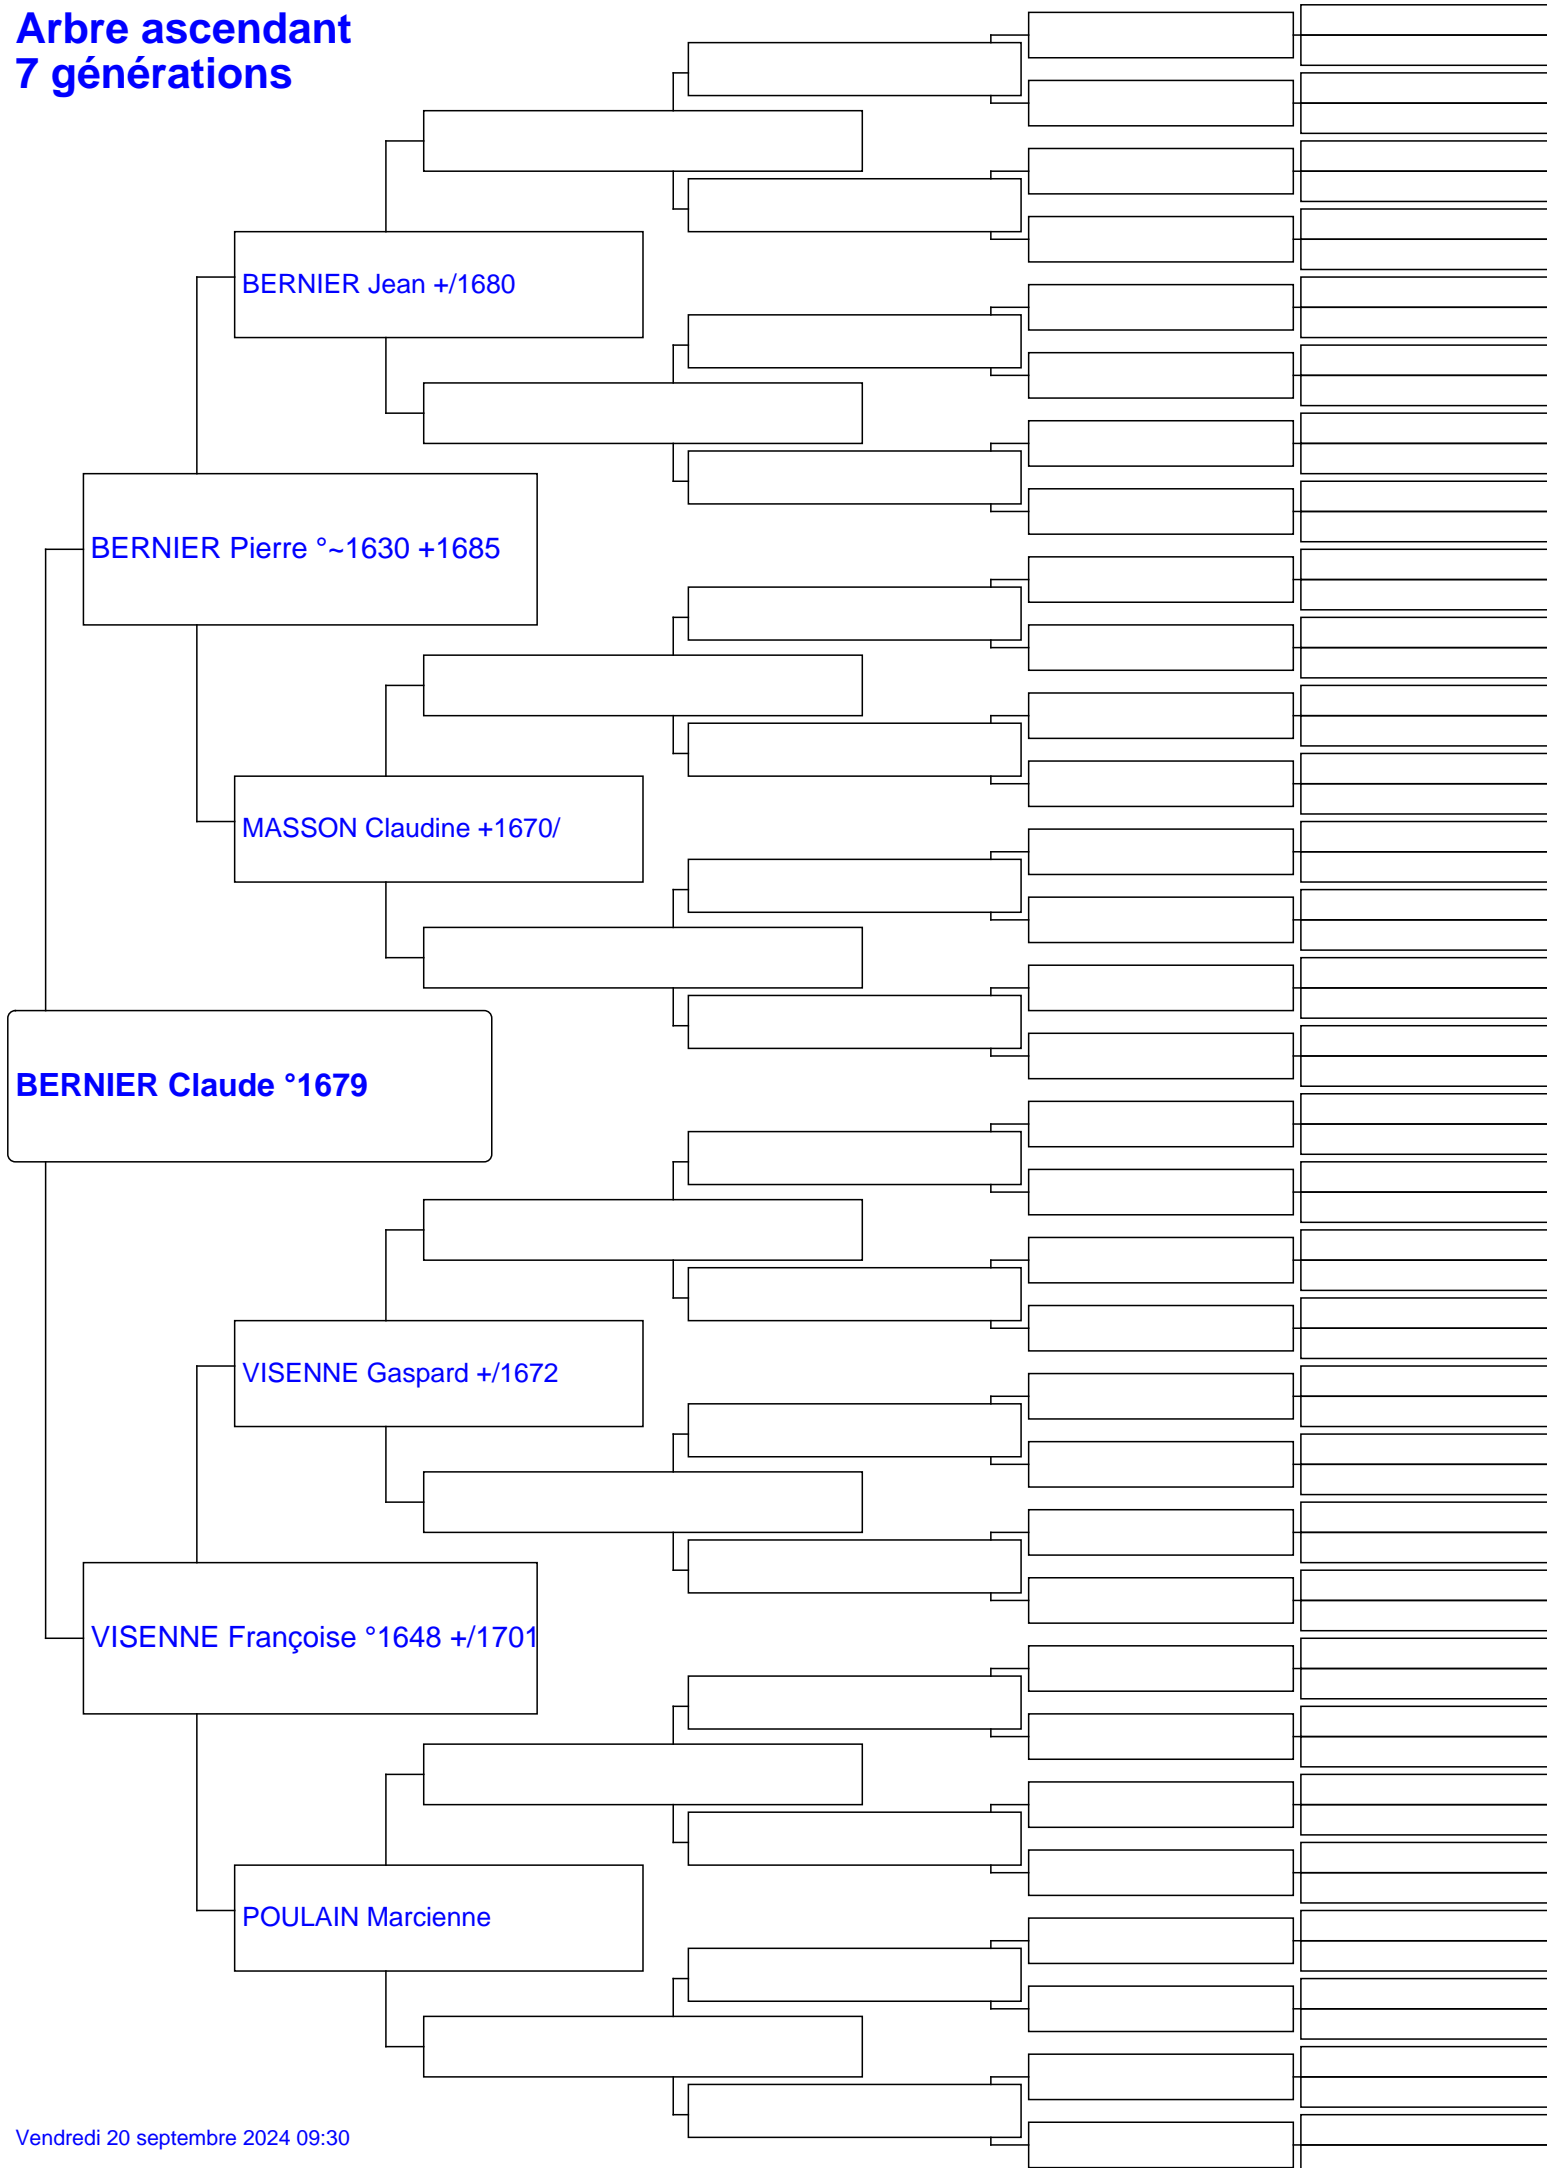 Arbre ascendant
7 générations
BERNIER Jean +/1680
BERNIER Pierre °~1630 +1685
MASSON Claudine +1670/
BERNIER Claude °1679
VISENNE Gaspard +/1672
VISENNE Françoise °1648 +/1701
POULAIN Marcienne
Vendredi 20 septembre 2024 09:30